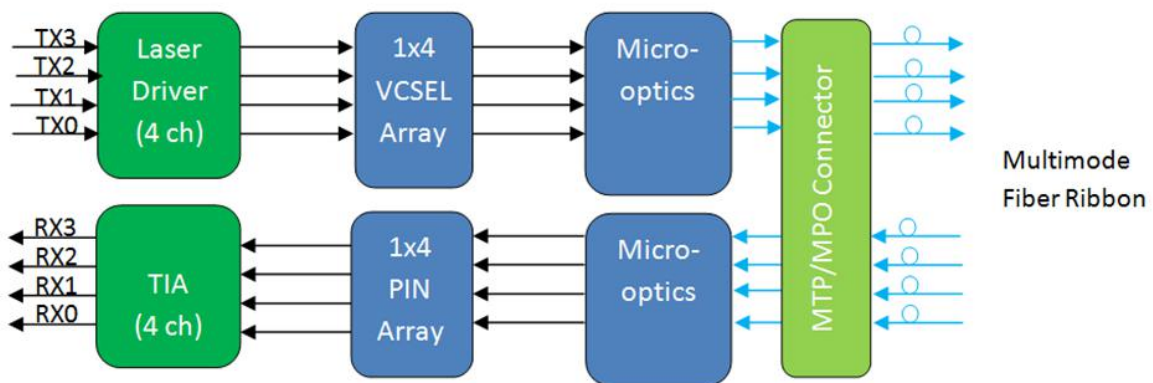 TX3
TX2
TX1
TX0
Laser
Driver
(4 ch)
1x4
VCSEL
Array
Micro-
optics
MTP/MPO Connector
Multimode
Fiber Ribbon
RX3
RX2
RX1
RX0
TIA
(4 ch)
1x4
PIN
Array
Micro-
optics